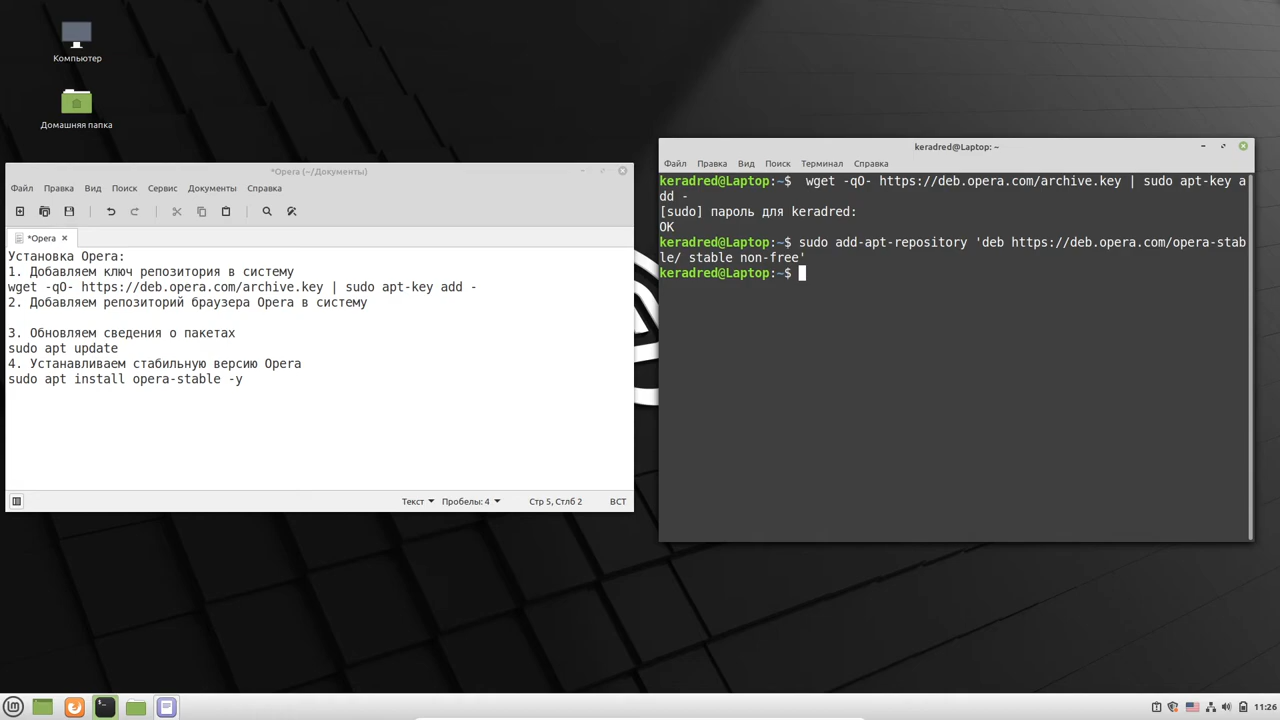 Компьютер
Домашняя папка
*Opera (~/Документы)
Файл Правка Вид Поиск Сервис Документы Справка
*Opera
Установка Opera:
1. Добавляем ключ репозитория в систему
wget -qO- https://deb.opera.com/archive.key | sudo apt-key add -
2. Добавляем репозиторий браузера Opera в систему
3. Обновляем сведения о пакетах
sudo apt update
4. Устанавливаем стабильную версию Opera
sudo apt install opera-stable -y
Текст Пробелы: 4 Стр 5, Стлб 2 ВСТ
keradred@Laptop: ~
Файл Правка Вид Поиск Терминал Справка
keradred@Laptop:~$  wget -qO- https://deb.opera.com/archive.key | sudo apt-key a
dd -
[sudo] пароль для keradred:
OK
keradred@Laptop:~$ sudo add-apt-repository 'deb https://deb.opera.com/opera-stab
le/ stable non-free'
keradred@Laptop:~$
11:26